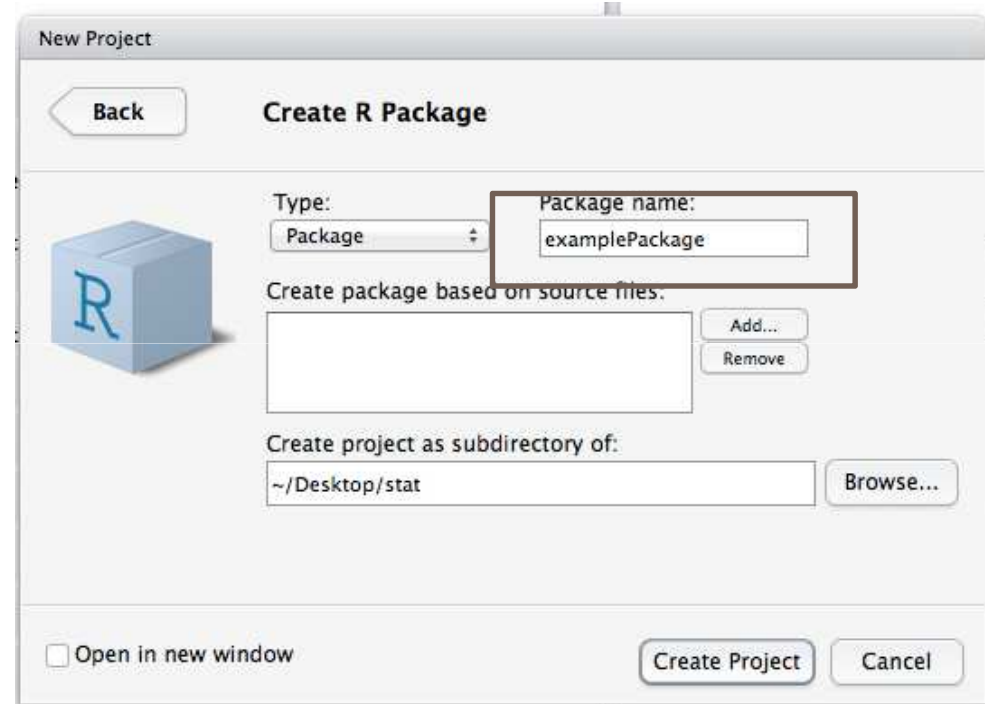 New Project
Back
Create R Package
Type:
Package name:
Package
examplePackage
R
Create package based on source files:
Add...
Remove
Create project as subdirectory of:
~/Desktop/stat
Browse...
Open in new window
Create Project
Cancel